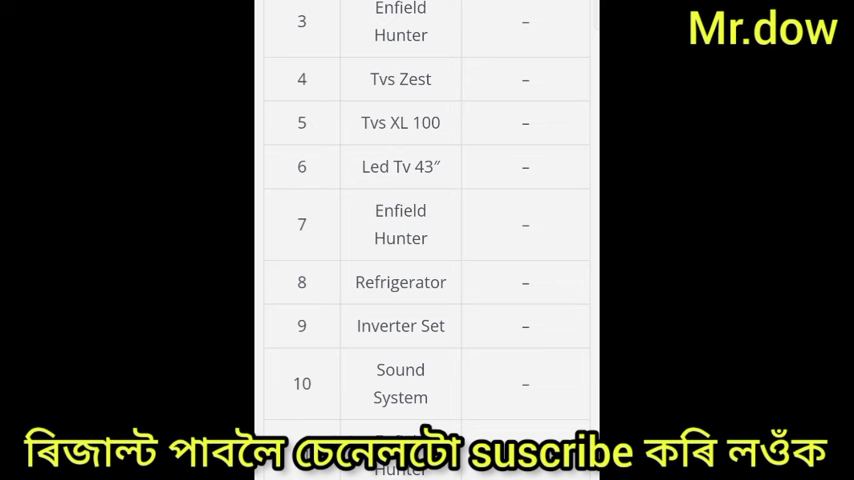 Mr.dow
3 Enfield Hunter –
4 Tvs Zest –
5 Tvs XL 100 –
6 Led Tv 43″ –
7 Enfield Hunter –
8 Refrigerator –
9 Inverter Set –
10 Sound System –
Hunter
ৰিজাল্ট পাবলৈ চেনেলটো suscribe কৰি লওঁক